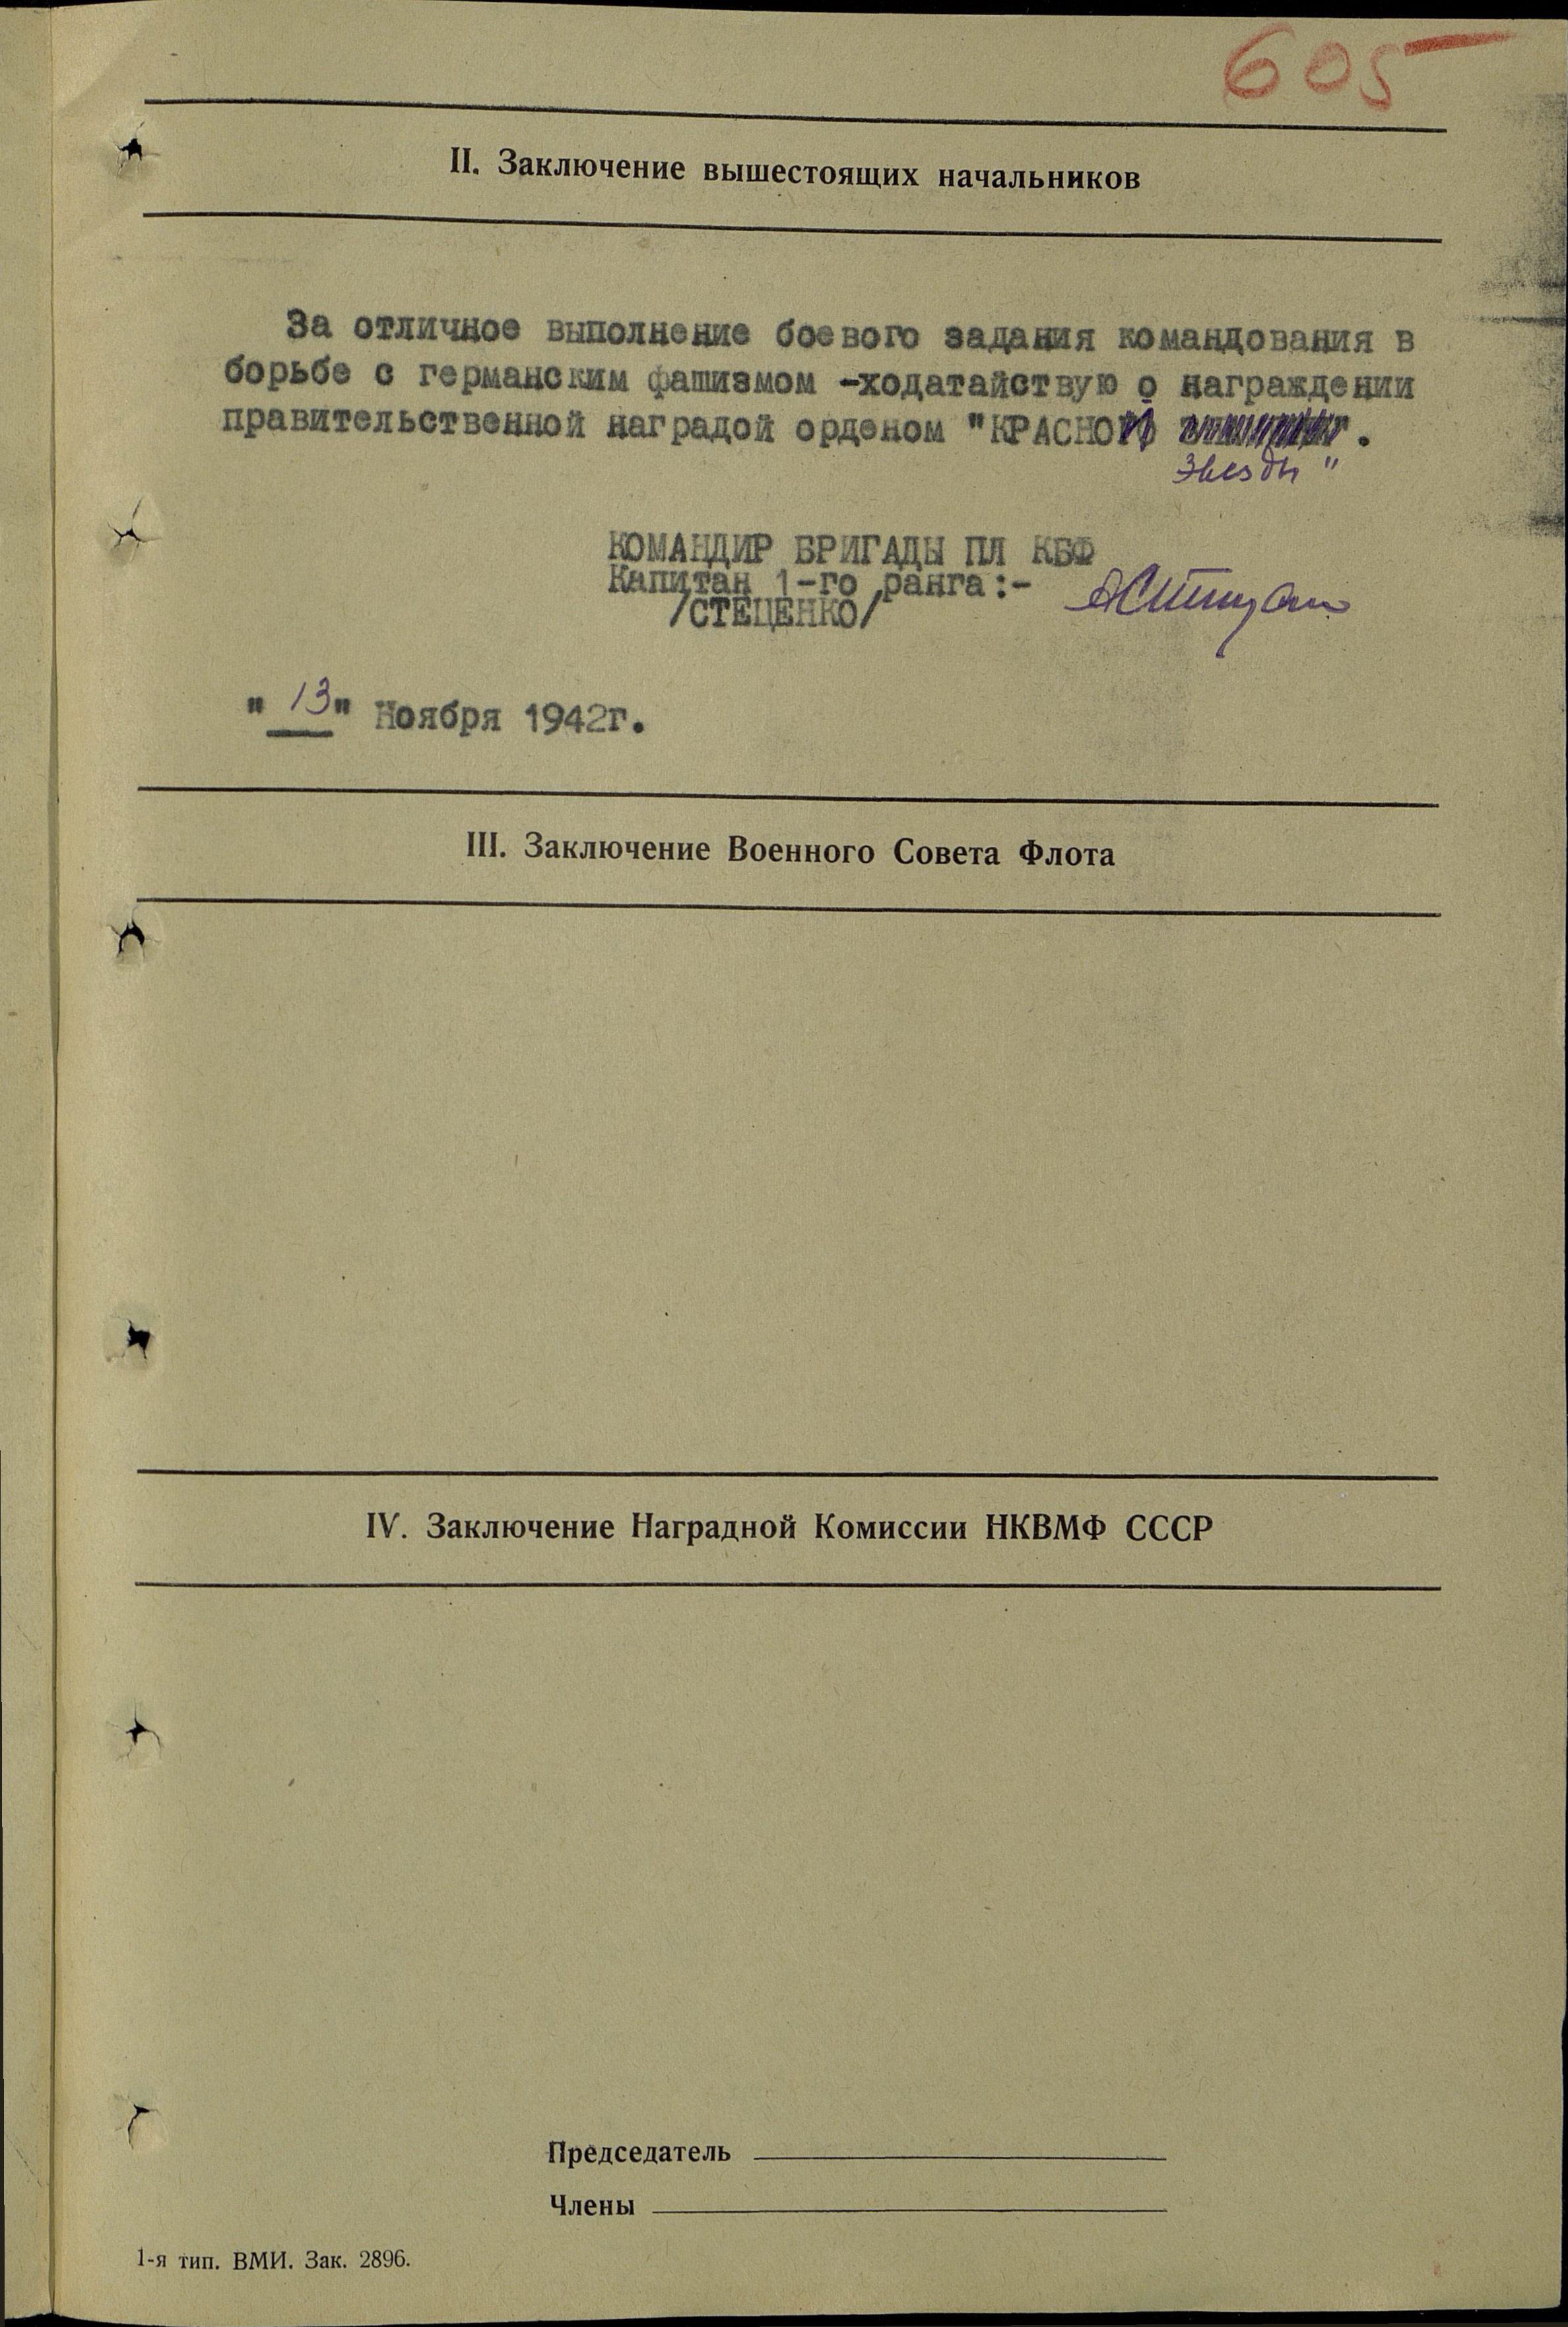 605
II. Заключение вышестоящих начальников
За отличное выполнение боевого задания командования в
борьбе с германским фашизмом -ходатайствую о награждении
правительственной наградой орденом "КРАСНОЙ .
Звезды "
КОМАНДИР БРИГАДЫ ПЛ КБФ
Капитан 1-го ранга:-
/СТЕЦЕНКО/
" 13 " Ноября 1942г.
III. Заключение Военного Совета Флота
IV. Заключение Наградной Комиссии НКВМФ СССР
Председатель
Члены
1-я тип. ВМИ. Зак. 2896.